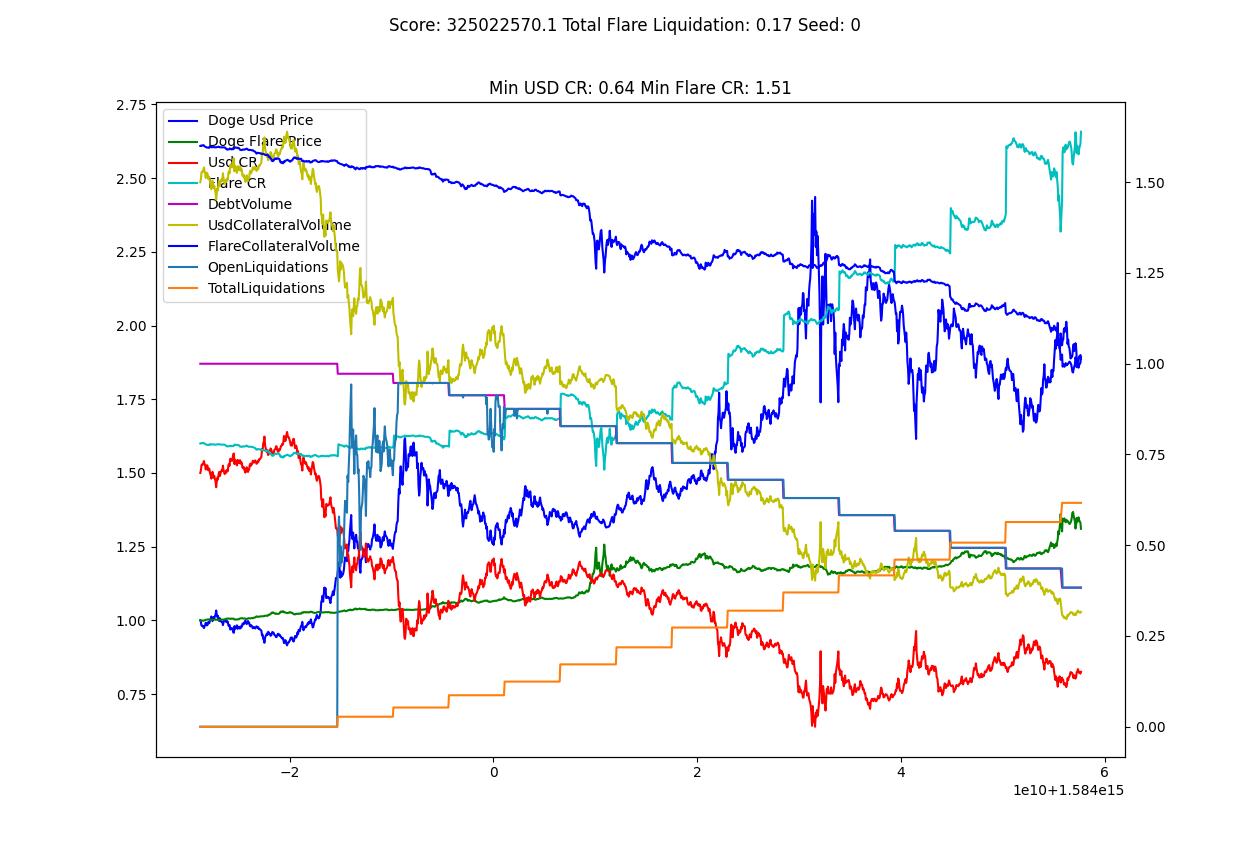 Score: 325022570.1 Total Flare Liquidation: 0.17 Seed: 0
Min USD CR: 0.64 Min Flare CR: 1.51
2.75
2.50
2.25
2.00
1.75
1.50
1.25
1.00
0.75
Doge Usd Price
Doge Flare Price
Usd CR
Flare CR
DebtVolume
UsdCollateralVolume
FlareCollateralVolume
OpenLiquidations
TotalLiquidations
1.50
1.25
1.00
0.75
0.50
0.25
0.00
−2 0 2 4 6
1e10+1.584e15